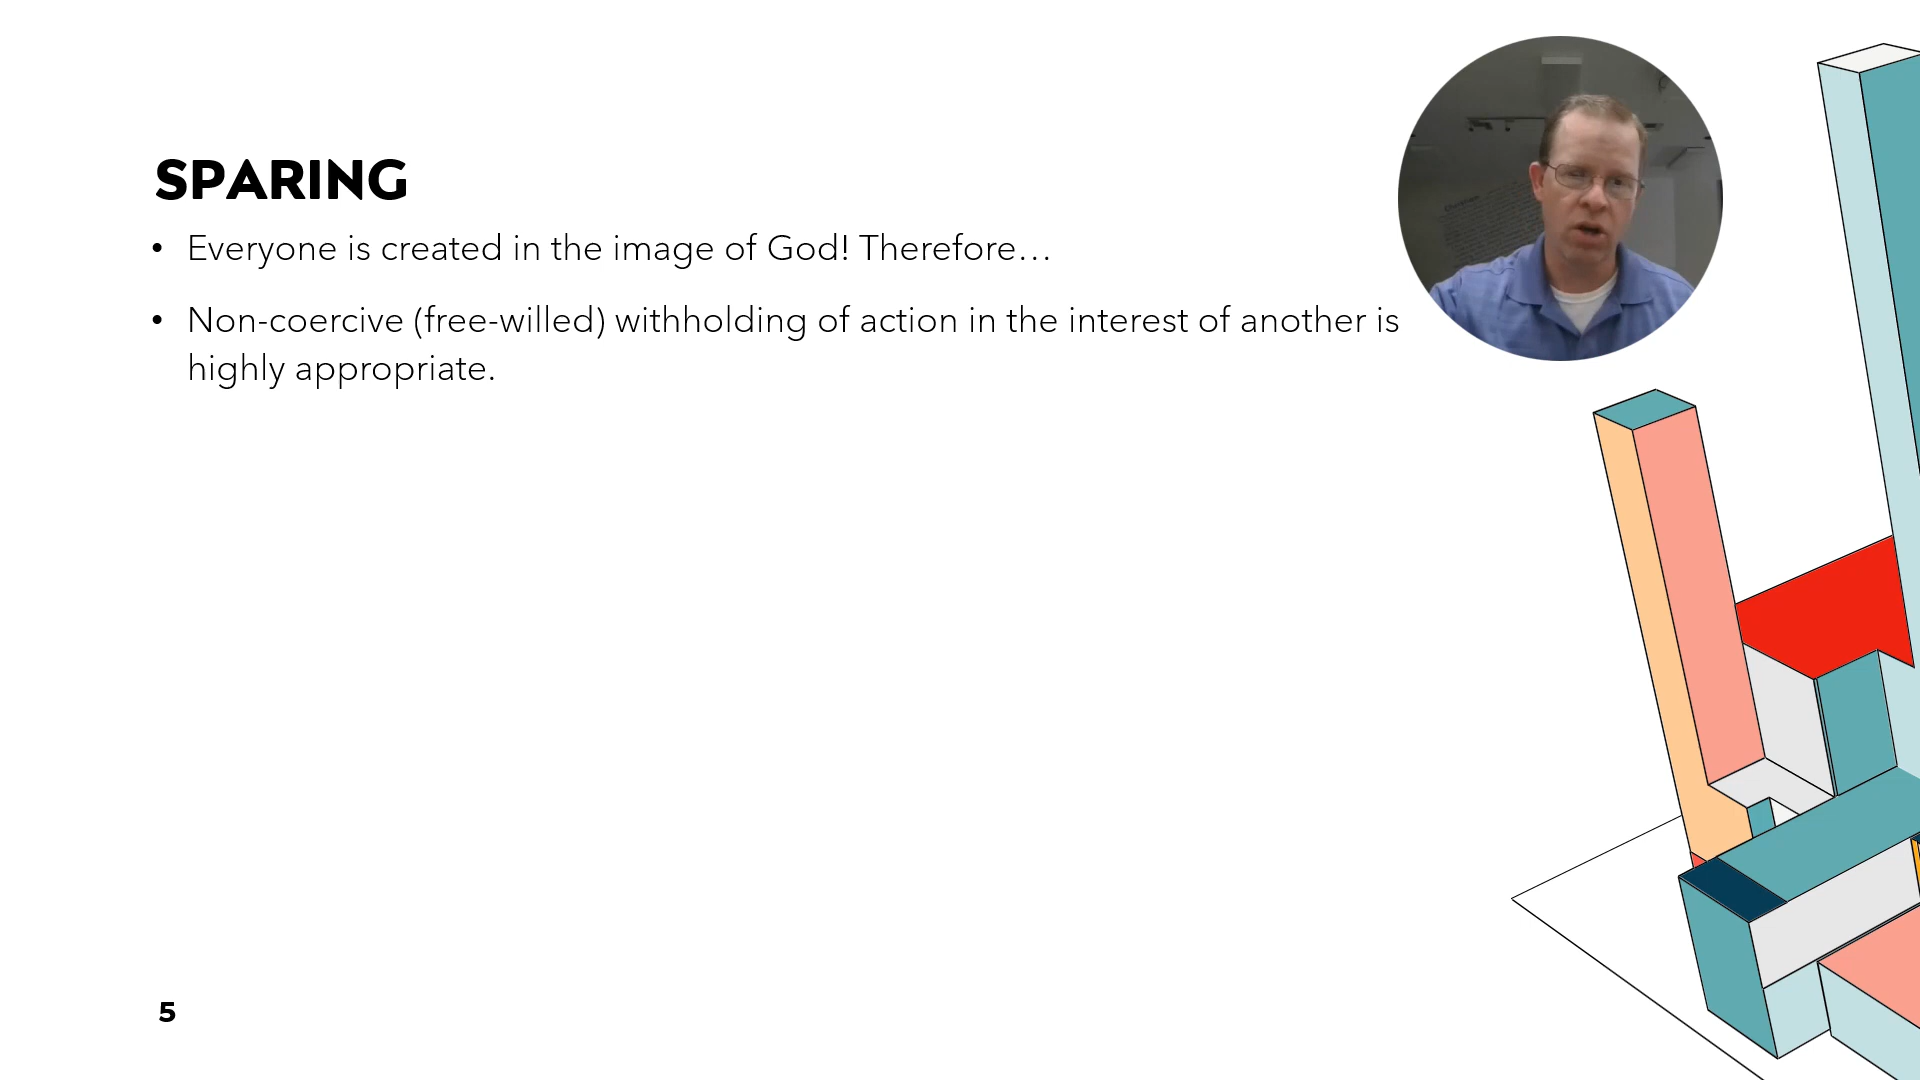 SPARING
• Everyone is created in the image of God! Therefore…
• Non-coercive (free-willed) withholding of action in the interest of another is
highly appropriate.
5